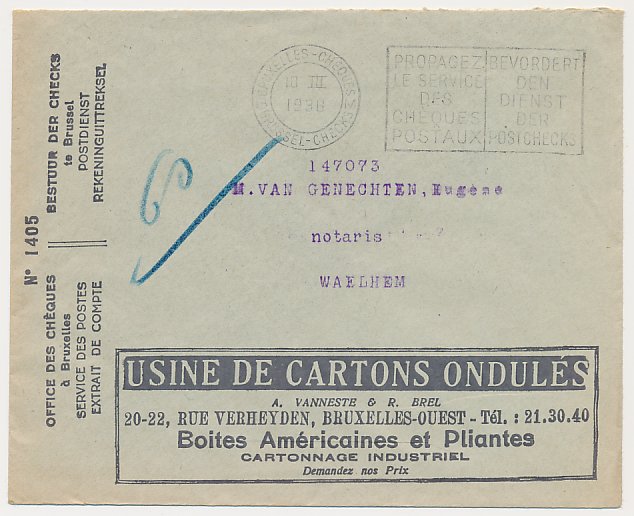 Nº 1405
BESTUUR DER CHECKS
te Brussel
POSTDIENST
REKENINGUITTREKSEL
OFFICE DES CHÈQUES
à Bruxelles
SERVICE DES POSTES
EXTRAIT DE COMPTE
BRUXELLES-CHEQUES
10 III
1938
BRUSSEL-CHECKS
PROPAGEZ
LE SERVICE
DES
CHÈQUES
POSTAUX
BEVORDERT
DEN
DIENST
DER
POSTCHECKS
147073
M.VAN GENECHTEN,Eugène
notaris
WAELHEM
USINE DE CARTONS ONDULÉS
A. VANNESTE & R. BREL
20-22, RUE VERHEYDEN, BRUXELLES-OUEST - Tél. : 21.30.40
Boites Américaines et Pliantes
CARTONNAGE INDUSTRIEL
Demandez nos Prix